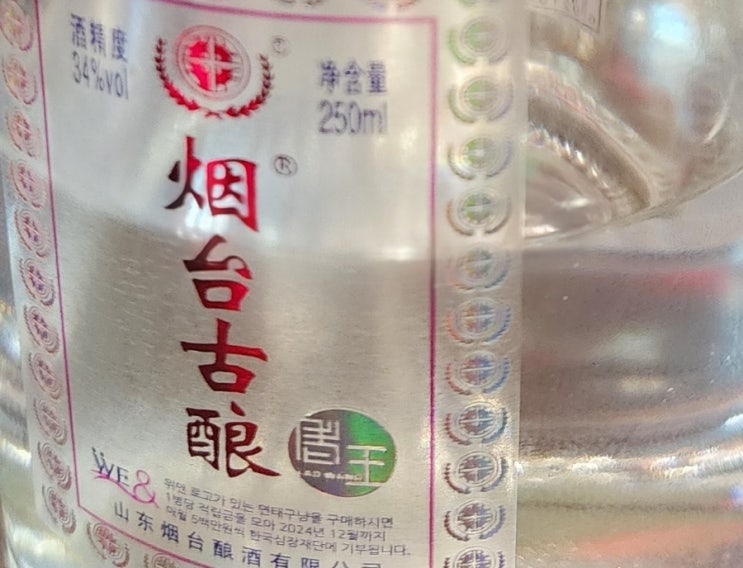 酒精度
34%vol
净含量
250ml
烟台古酿
®
WE&
위의 로고가 있는 연태구냥을 구매하시면
1병당 적립금을 모아 2024년 12월까지
매월 5백만원씩 한국심장재단에 기부됩니다.
山东烟台酿酒有限公司